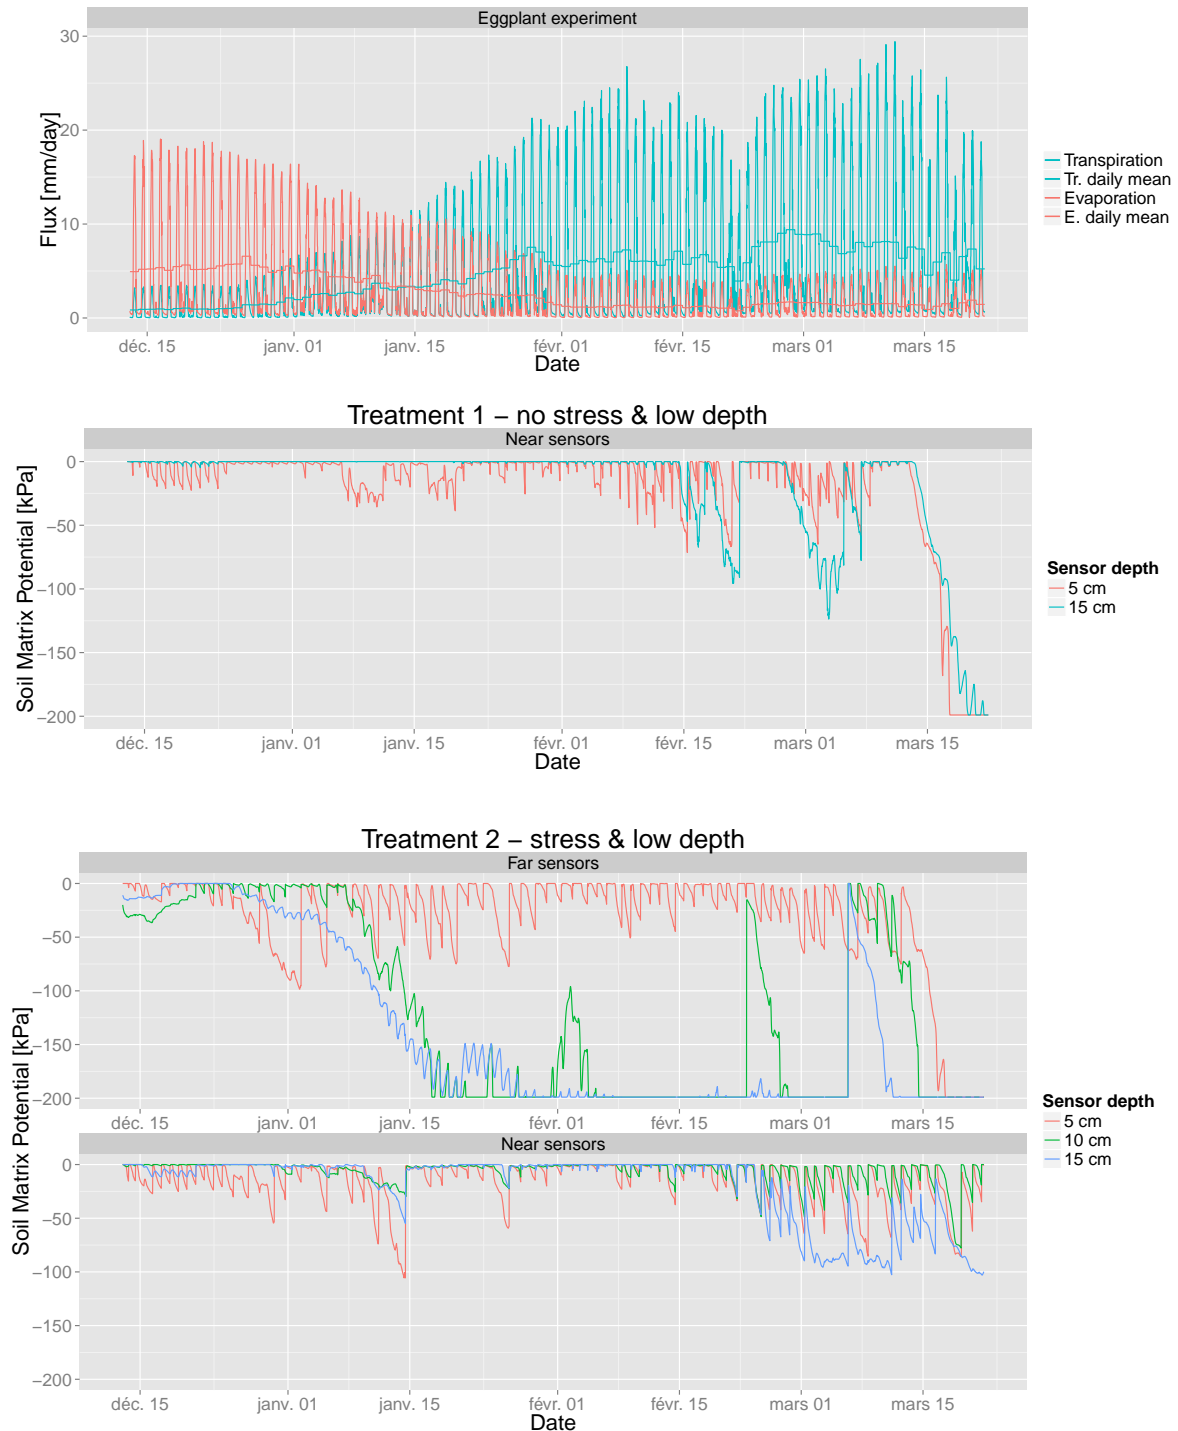 Eggplant experiment
30
20
10
0
Flux [mm/day]
déc. 15 janv. 01 janv. 15 févr. 01 févr. 15 mars 01 mars 15
Date
Transpiration
Tr. daily mean
Evaporation
E. daily mean
Treatment 1 − no stress & low depth
Near sensors
0
−50
−100
−150
−200
Soil Matrix Potential [kPa]
déc. 15 janv. 01 janv. 15 févr. 01 févr. 15 mars 01 mars 15
Date
Sensor depth
5 cm
15 cm
Treatment 2 − stress & low depth
Far sensors
0
−50
−100
−150
−200
déc. 15 janv. 01 janv. 15 févr. 01 févr. 15 mars 01 mars 15
Near sensors
0
−50
−100
−150
−200
Soil Matrix Potential [kPa]
déc. 15 janv. 01 janv. 15 févr. 01 févr. 15 mars 01 mars 15
Date
Sensor depth
5 cm
10 cm
15 cm